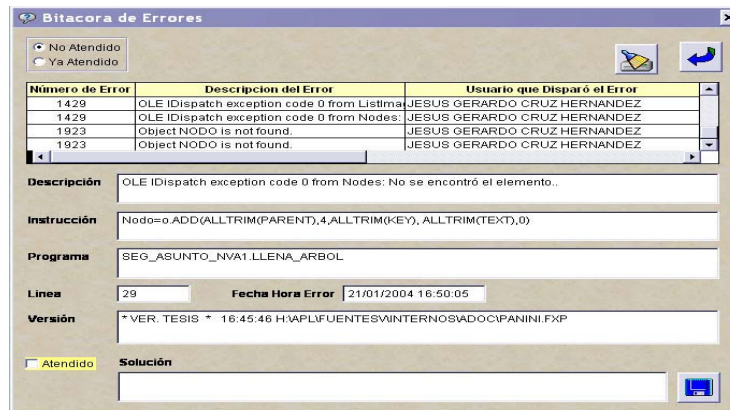 Bitacora de Errores
No Atendido
Ya Atendido
Número de Error Descripcion del Error Usuario que Disparó el Error
1429 OLE IDispatch exception code 0 from ListIma JESUS GERARDO CRUZ HERNANDEZ
1429 OLE IDispatch exception code 0 from Nodes: JESUS GERARDO CRUZ HERNANDEZ
1923 Object NODO is not found. JESUS GERARDO CRUZ HERNANDEZ
1923 Object NODO is not found. JESUS GERARDO CRUZ HERNANDEZ
Descripción OLE IDispatch exception code 0 from Nodes: No se encontró el elemento..
Instrucción Nodo=o.ADD(ALLTRIM(PARENT),4,ALLTRIM(KEY), ALLTRIM(TEXT),0)
Programa SEG_ASUNTO_NVA1.LLENA_ARBOL
Linea 29 Fecha Hora Error 21/01/2004 16:50:05
Versión * VER. TESIS * 16:45:46 H:\APL\FUENTES\INTERNOS\ADOC\PANINI.FXP
Atendido Solución